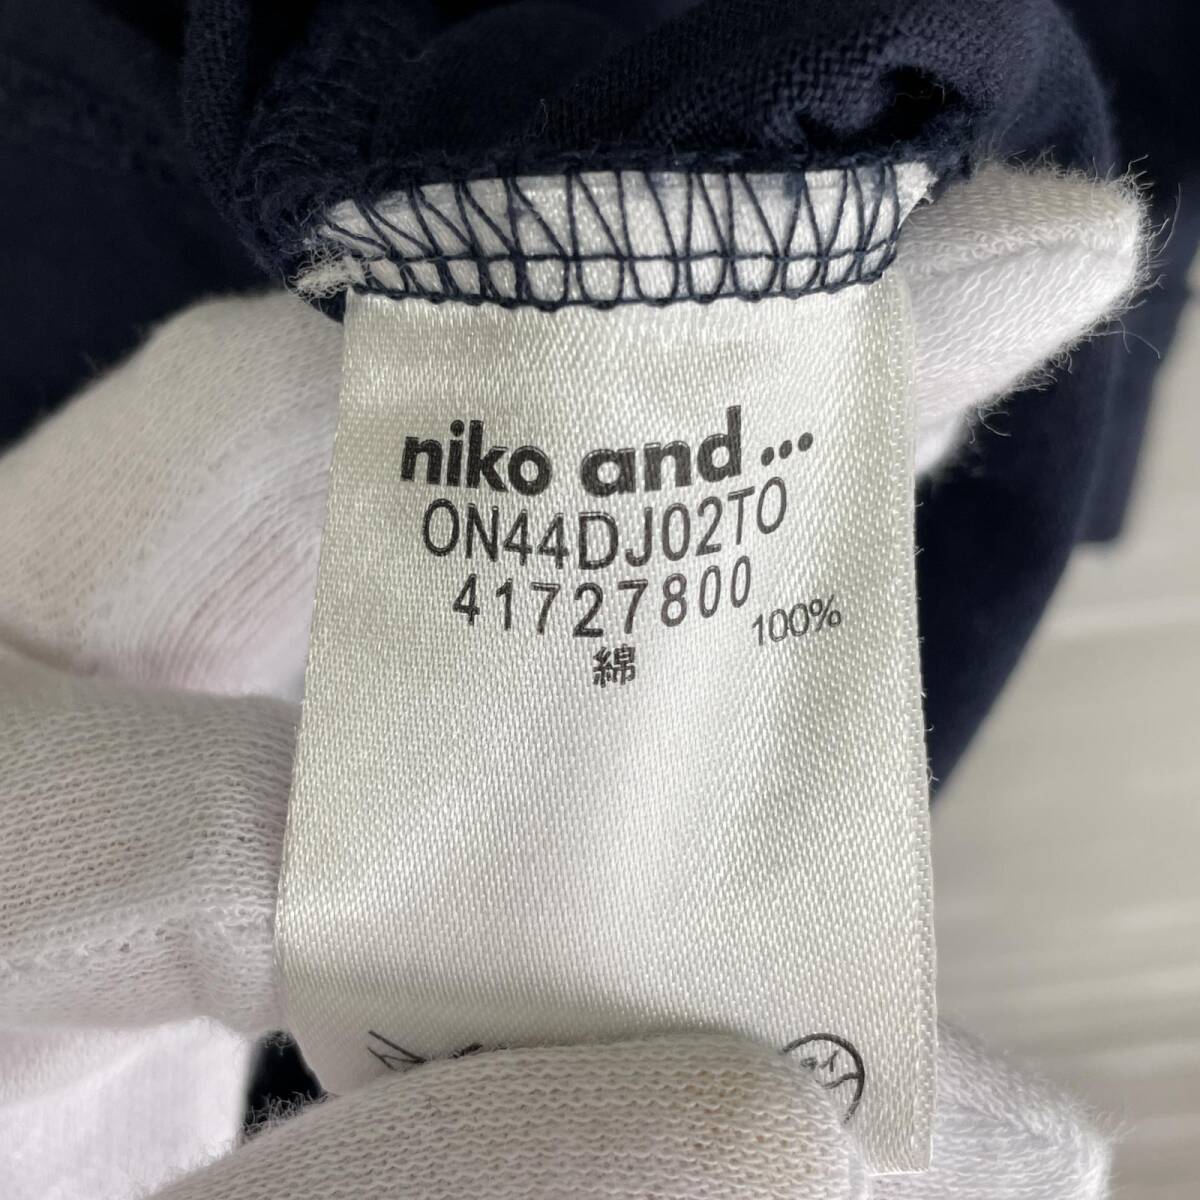 niko and...
ON44DJ02TO
41727800
綿 100%